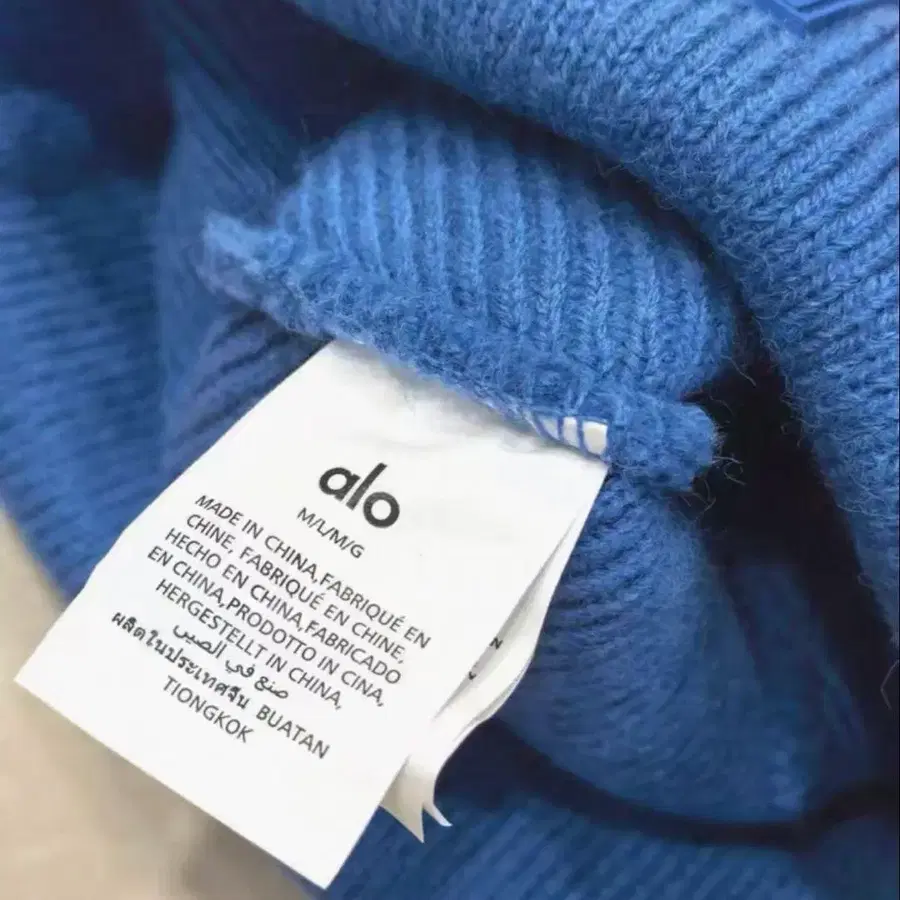 alo
M/L/M/G
MADE IN CHINA,FABRIQUÉ EN
CHINE, FABRIQUÉ EN CHINE,
HECHO EN CHINA,FABRICADO
EN CHINA,PRODOTTO IN CINA,
HERGESTELLT IN CHINA,
صنع في الصين
ผลิตในประเทศจีน BUATAN
TIONGKOK
N